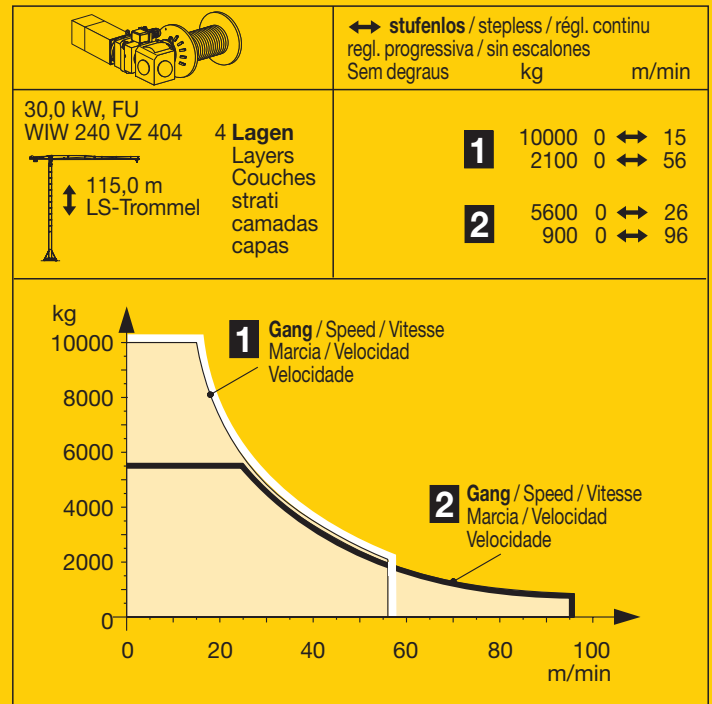 ↔ stufenlos / stepless / régl. continu
regl. progressiva / sin escalones
Sem degraus kg m/min
30,0 kW, FU
WIW 240 VZ 404
115,0 m
LS-Trommel
4 Lagen
Layers
Couches
strati
camadas
capas
1 10000 0 ↔ 15
2100 0 ↔ 56
2 5600 0 ↔ 26
900 0 ↔ 96
kg
10000
8000
6000
4000
2000
0
1 Gang / Speed / Vitesse
Marcia / Velocidad
Velocidade
2 Gang / Speed / Vitesse
Marcia / Velocidad
Velocidade
0 20 40 60 80 100
m/min